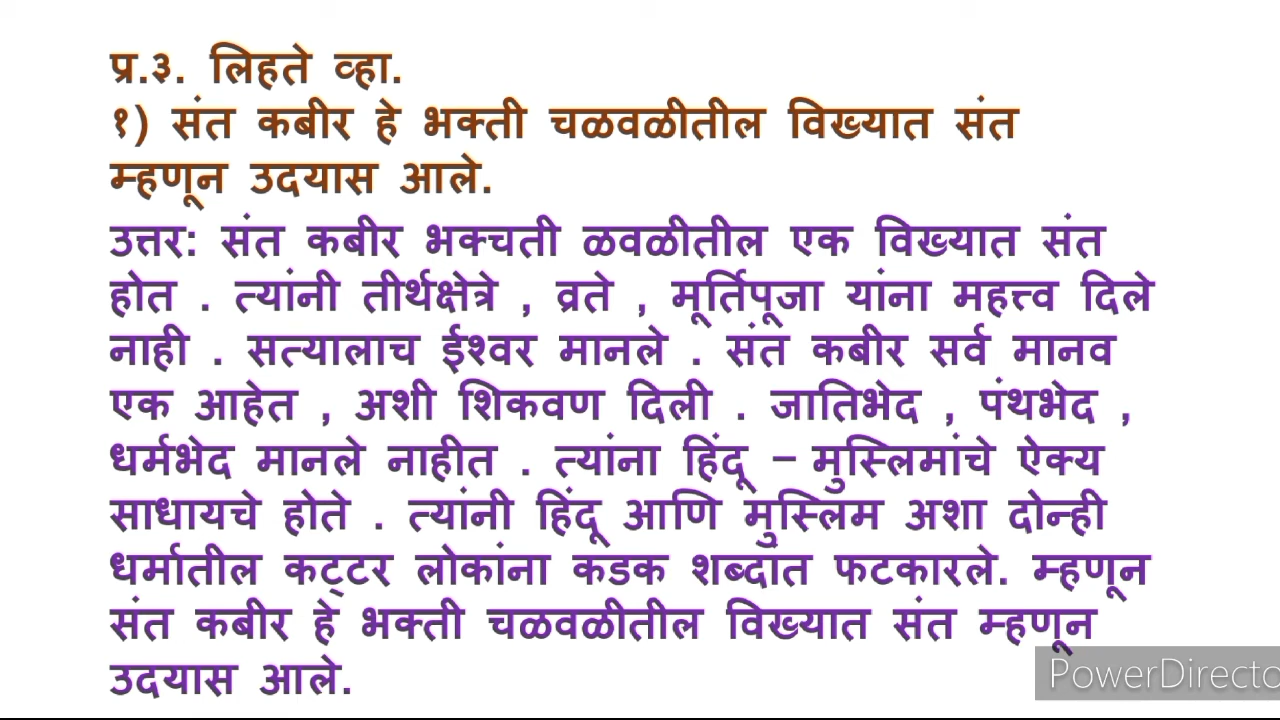 प्र.३. लिहते व्हा.
१) संत कबीर हे भक्ती चळवळीतील विख्यात संत
म्हणून उदयास आले.
उत्तर: संत कबीर भक्चती ळवळीतील एक विख्यात संत
होत . त्यांनी तीर्थक्षेत्रे , व्रते , मूर्तिपूजा यांना महत्त्व दिले
नाही . सत्यालाच ईश्वर मानले . संत कबीर सर्व मानव
एक आहेत , अशी शिकवण दिली . जातिभेद , पंथभेद ,
धर्मभेद मानले नाहीत . त्यांना हिंदू – मुस्लिमांचे ऐक्य
साधायचे होते . त्यांनी हिंदू आणि मुस्लिम अशा दोन्ही
धर्मातील कट्टर लोकांना कडक शब्दांत फटकारले. म्हणून
संत कबीर हे भक्ती चळवळीतील विख्यात संत म्हणून
उदयास आले.
PowerDirecto